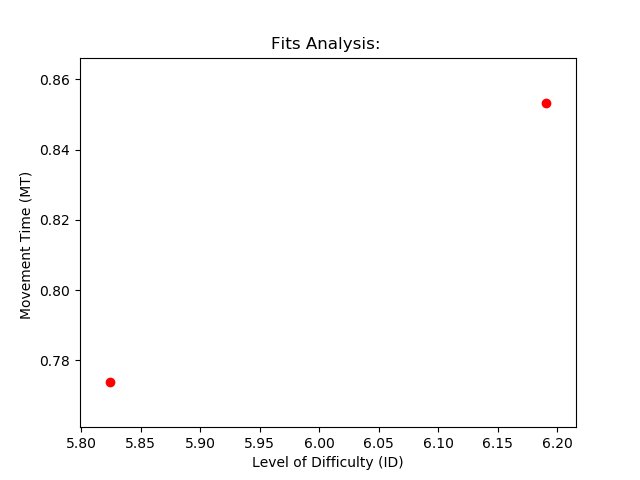 Fits Analysis:
Movement Time (MT)
0.86
0.84
0.82
0.80
0.78
5.80 5.85 5.90 5.95 6.00 6.05 6.10 6.15 6.20
Level of Difficulty (ID)